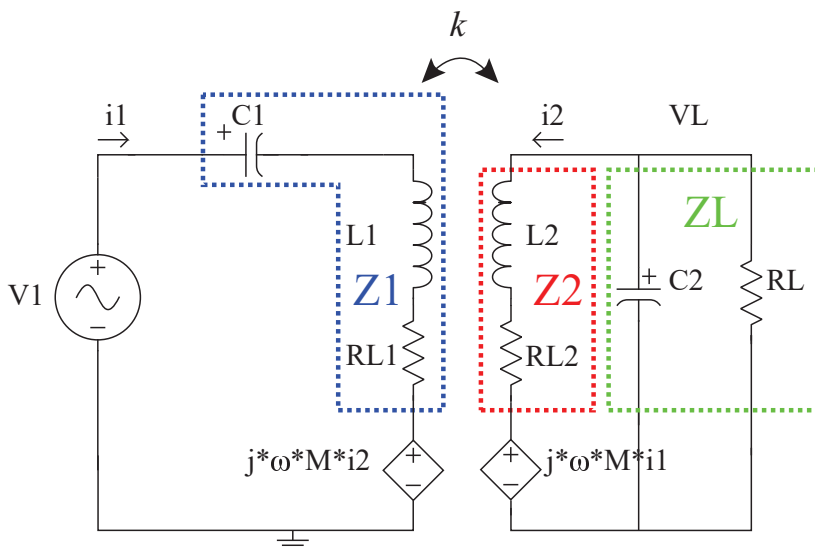 k
i1
C1
+
i2
VL
L1
L2
ZL
Z1
Z2
C2
+
RL
V1
+
−
RL1
RL2
j*ω*M*i2
+
−
+
−
j*ω*M*i1